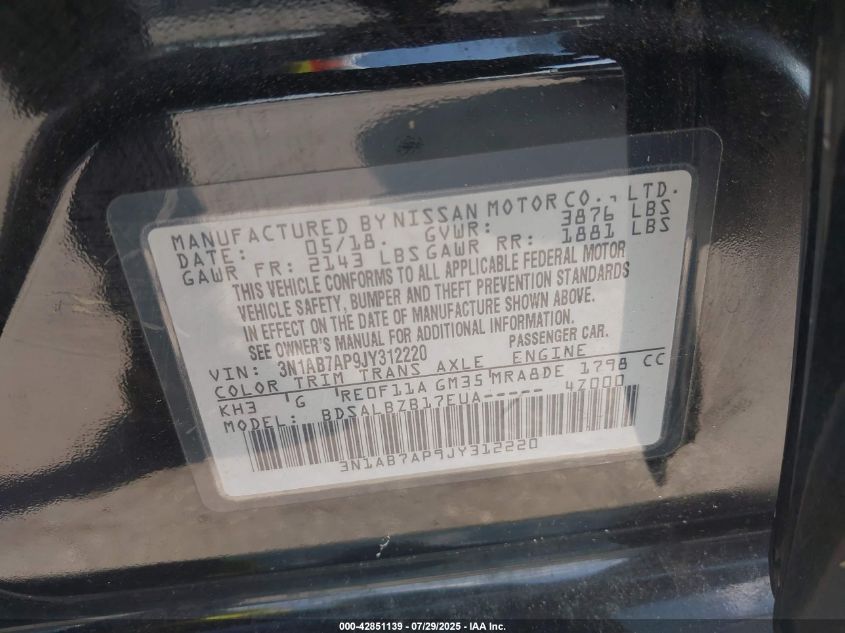 MANUFACTURED BY NISSAN MOTOR CO., LTD.
DATE: 05/18. GVWR: 3876 LBS
GAWR FR: 2143 LBS GAWR RR: 1881 LBS
THIS VEHICLE CONFORMS TO ALL APPLICABLE FEDERAL MOTOR
VEHICLE SAFETY, BUMPER AND THEFT PREVENTION STANDARDS
IN EFFECT ON THE DATE OF MANUFACTURE SHOWN ABOVE.
SEE OWNER'S MANUAL FOR ADDITIONAL INFORMATION.
VIN: 3N1AB7AP9JY312220 PASSENGER CAR.
COLOR TRIM TRANS AXLE ENGINE
KH3 G RE0F11A GM35 MRA8DE 1798 CC
MODEL: BDSALBZB17EUA----- 4Z000
3N1AB7AP9JY312220
000-42851139 - 07/29/2025 - IAA Inc.